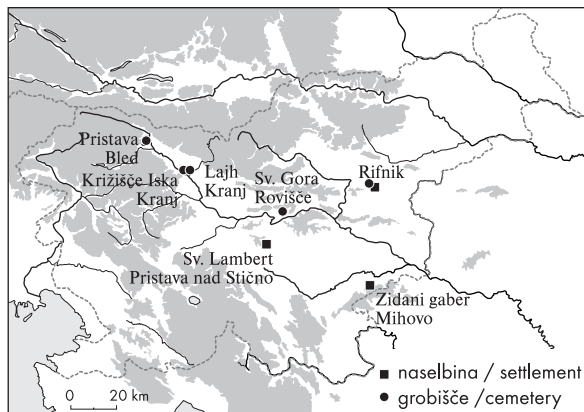 Pristava
Bled
Križišče Iska
Kranj
Lajh
Kranj
Sv. Gora
Rovišče
Rifnik
Sv. Lambert
Pristava nad Stično
Zidani gaber
Mihovo
0 20 km
naselbina / settlement
grobišče / cemetery